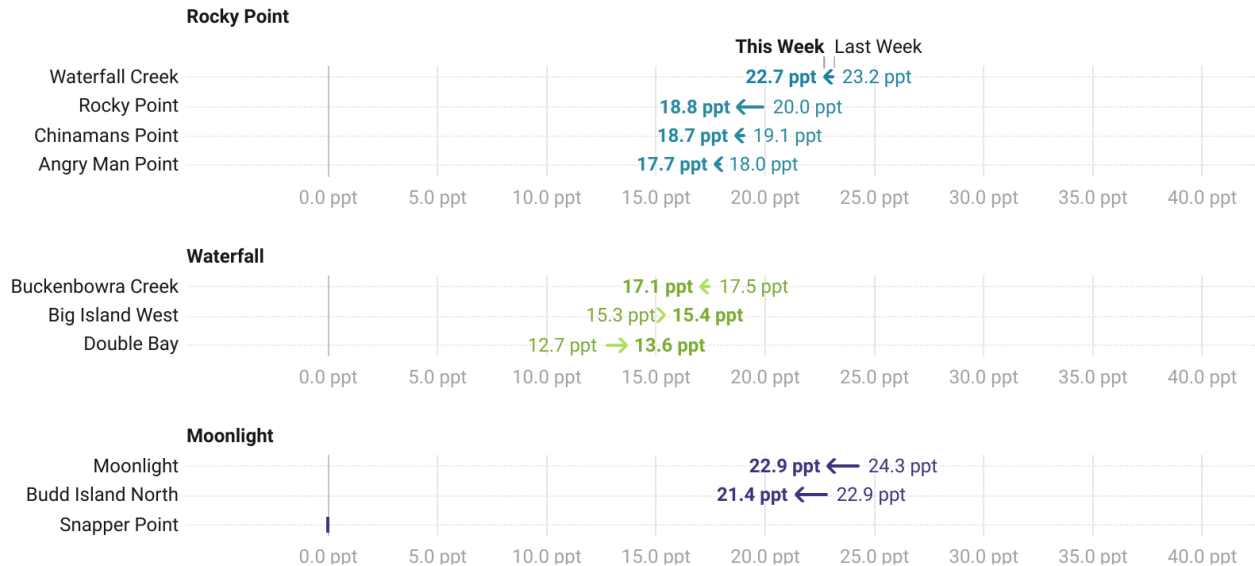 Rocky Point
This Week Last Week
Waterfall Creek 22.7 ppt 23.2 ppt
Rocky Point 18.8 ppt 20.0 ppt
Chinamans Point 18.7 ppt 19.1 ppt
Angry Man Point 17.7 ppt 18.0 ppt
0.0 ppt 5.0 ppt 10.0 ppt 15.0 ppt 20.0 ppt 25.0 ppt 30.0 ppt 35.0 ppt 40.0 ppt
Waterfall
Buckenbowra Creek 17.1 ppt 17.5 ppt
Big Island West 15.3 ppt 15.4 ppt
Double Bay 12.7 ppt 13.6 ppt
0.0 ppt 5.0 ppt 10.0 ppt 15.0 ppt 20.0 ppt 25.0 ppt 30.0 ppt 35.0 ppt 40.0 ppt
Moonlight
Moonlight 22.9 ppt 24.3 ppt
Budd Island North 21.4 ppt 22.9 ppt
Snapper Point
0.0 ppt 5.0 ppt 10.0 ppt 15.0 ppt 20.0 ppt 25.0 ppt 30.0 ppt 35.0 ppt 40.0 ppt